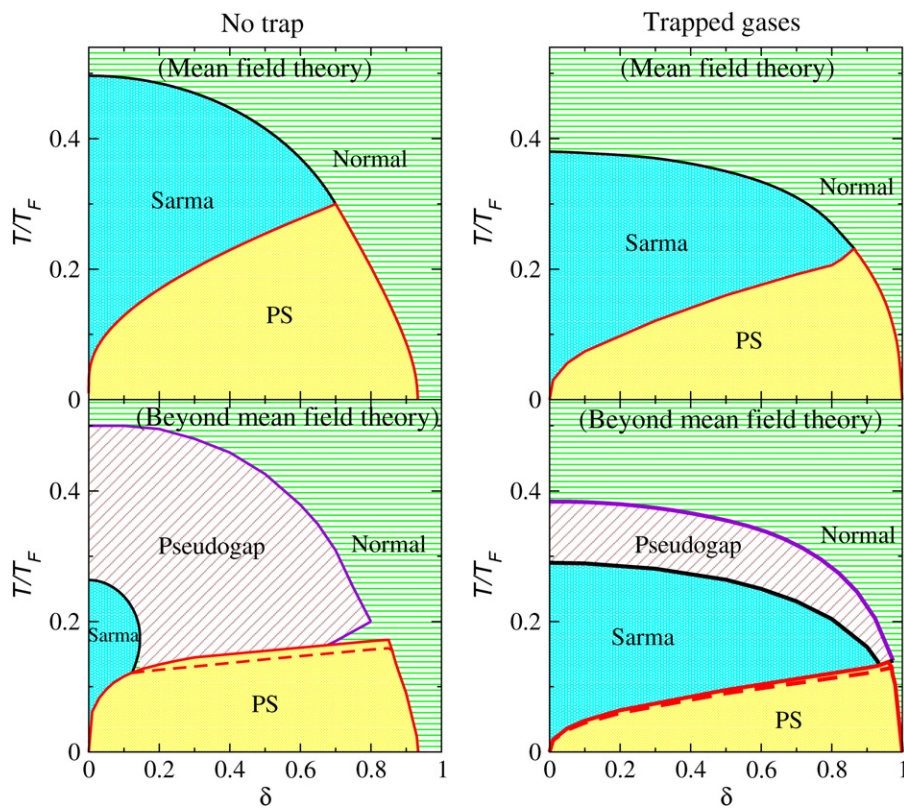 No trap
Trapped gases
(Mean field theory)
Normal
Sarma
PS
T/T_F
0.4
0.2
0
(Mean field theory)
Normal
Sarma
PS
T/T_F
0.4
0.2
0
(Beyond mean field theory)
Pseudogap
Normal
Sarma
PS
T/T_F
0.4
0.2
0
0 0.2 0.4 0.6 0.8 1
δ
(Beyond mean field theory)
Normal
Pseudogap
Sarma
PS
T/T_F
0.4
0.2
0
0 0.2 0.4 0.6 0.8 1
δ